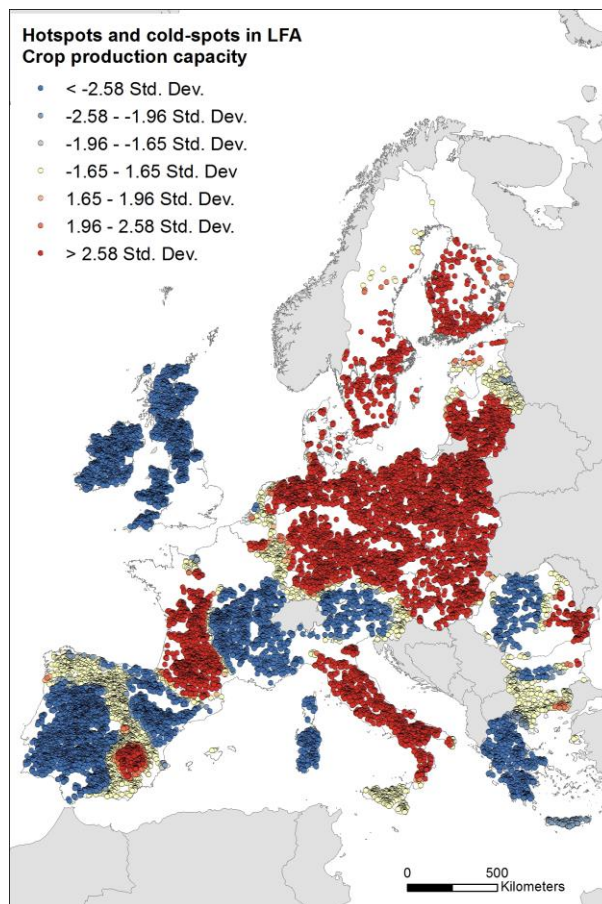 Hotspots and cold-spots in LFA
Crop production capacity
< -2.58 Std. Dev.
-2.58 - -1.96 Std. Dev.
-1.96 - -1.65 Std. Dev.
-1.65 - 1.65 Std. Dev
1.65 - 1.96 Std. Dev.
1.96 - 2.58 Std. Dev.
> 2.58 Std. Dev.
0 500
Kilometers